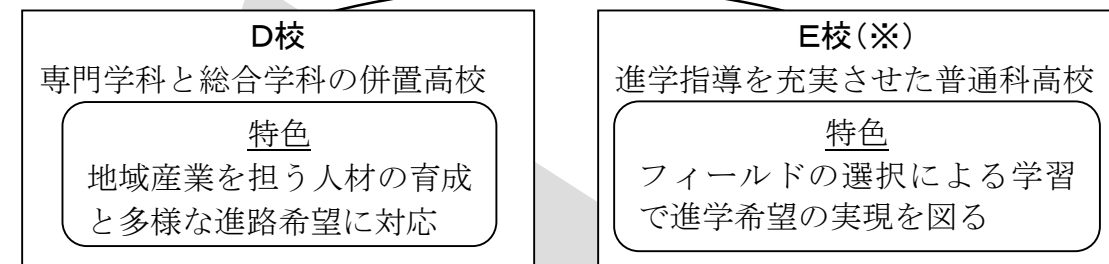 D校
専門学科と総合学科の併置高校
特色
地域産業を担う人材の育成
と多様な進路希望に対応
E校(※)
進学指導を充実させた普通科高校
特色
フィールドの選択による学習
で進学希望の実現を図る